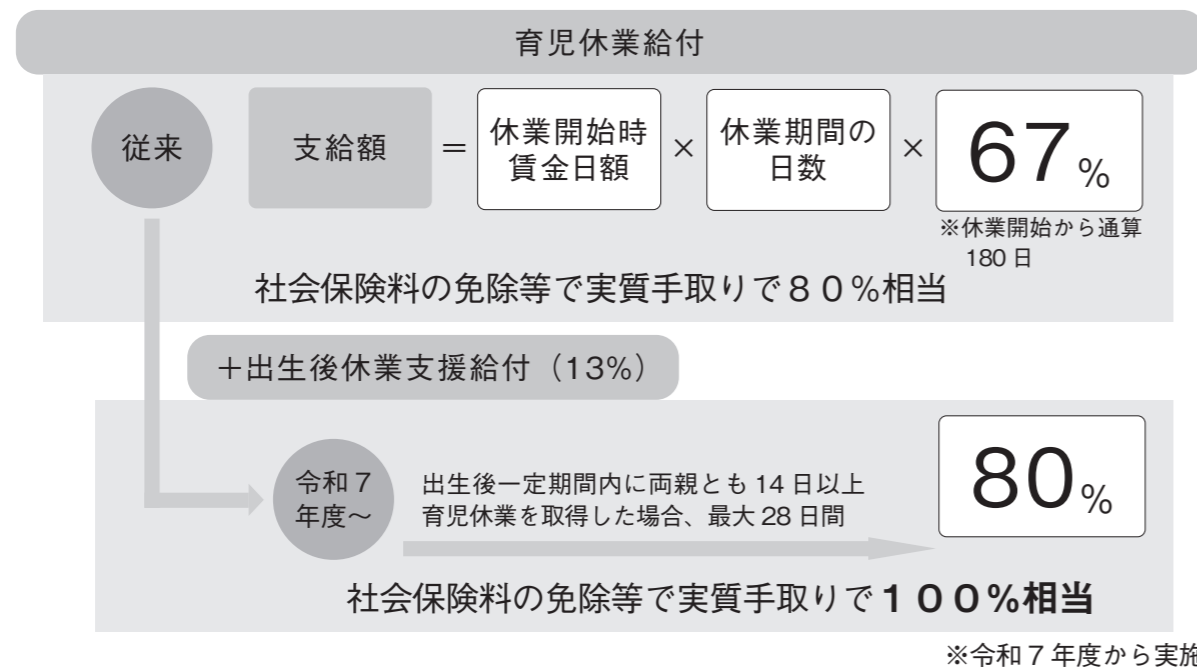 育児休業給付
従来
支給額
＝
休業開始時
賃金日額
×
休業期間の
日数
×
67%
※休業開始から通算
180日
社会保険料の免除等で実質手取りで８０%相当
＋出生後休業支援給付（13%）
令和７
年度～
出生後一定期間内に両親とも14日以上
育児休業を取得した場合、最大28日間
80%
社会保険料の免除等で実質手取りで１００%相当
※令和７年度から実施